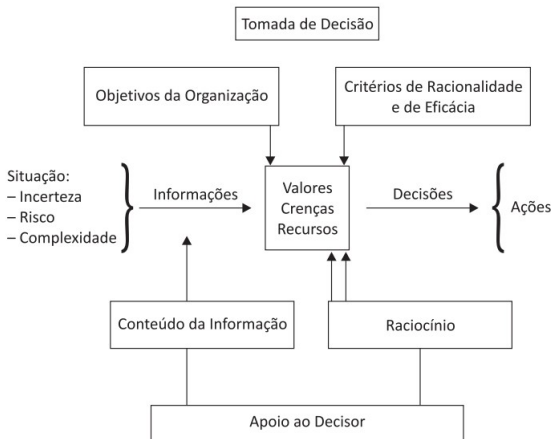 Tomada de Decisão
Objetivos da Organização
Critérios de Racionalidade
e de Eficácia
Situação:
– Incerteza
– Risco
– Complexidade
Informações
Valores
Crenças
Recursos
Decisões
Ações
Conteúdo da Informação
Raciocínio
Apoio ao Decisor